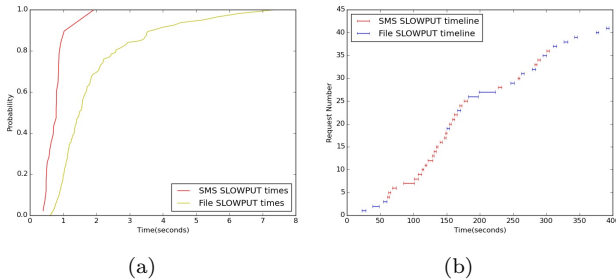 1.0
0.8
0.6
0.4
0.2
0.0
Probability
0 1 2 3 4 5 6 7 8
Time(seconds)
SMS SLOWPUT times
File SLOWPUT times
(a)
45
40
35
30
25
20
15
10
5
0
Request Number
0 50 100 150 200 250 300 350 400
Time(seconds)
SMS SLOWPUT timeline
File SLOWPUT timeline
(b)